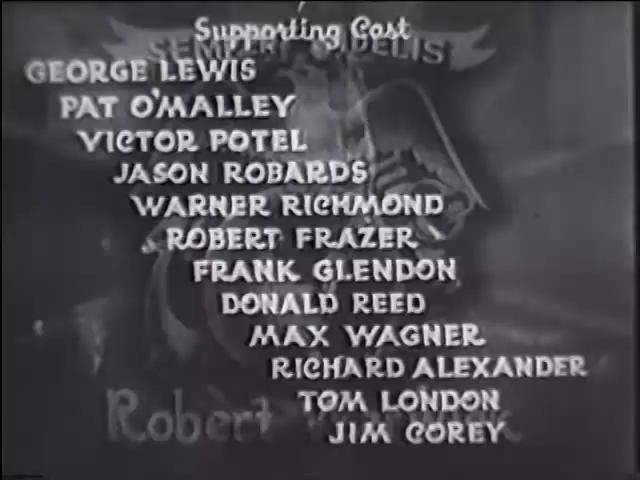 Supporting Cast
SEMPER FIDELIS
GEORGE LEWIS
PAT O'MALLEY
VICTOR POTEL
JASON ROBARDS
WARNER RICHMOND
ROBERT FRAZER
FRANK GLENDON
DONALD REED
MAX WAGNER
RICHARD ALEXANDER
TOM LONDON
JIM COREY
Robert